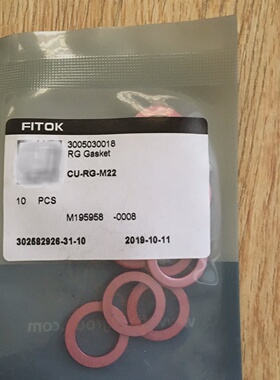 FITOK
3005030018
RG Gasket
CU-RG-M22
10 PCS
M195958 -0008
302582926-31-10 2019-10-11